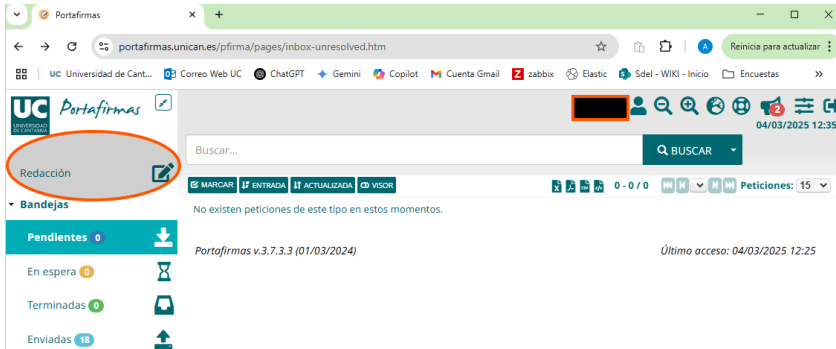 Portafirmas
portafirmas.unican.es/pfirma/pages/inbox-unresolved.htm
A
Reinicia para actualizar
UC Universidad de Cant...
Correo Web UC
ChatGPT
Gemini
Copilot
Cuenta Gmail
Z zabbix
Elastic
Sdel - WIKI - Inicio
Encuestas
UC
UNIVERSIDAD
DE CANTABRIA
Portafirmas
2
04/03/2025 12:35
Buscar...
BUSCAR
Redacción
MARCAR
ENTRADA
ACTUALIZADA
VISOR
0 - 0 / 0
Peticiones: 15
Bandejas
No existen peticiones de este tipo en estos momentos.
Pendientes 0
Portafirmas v.3.7.3.3 (01/03/2024)
Último acceso: 04/03/2025 12:25
En espera 0
Terminadas 0
Enviadas 18